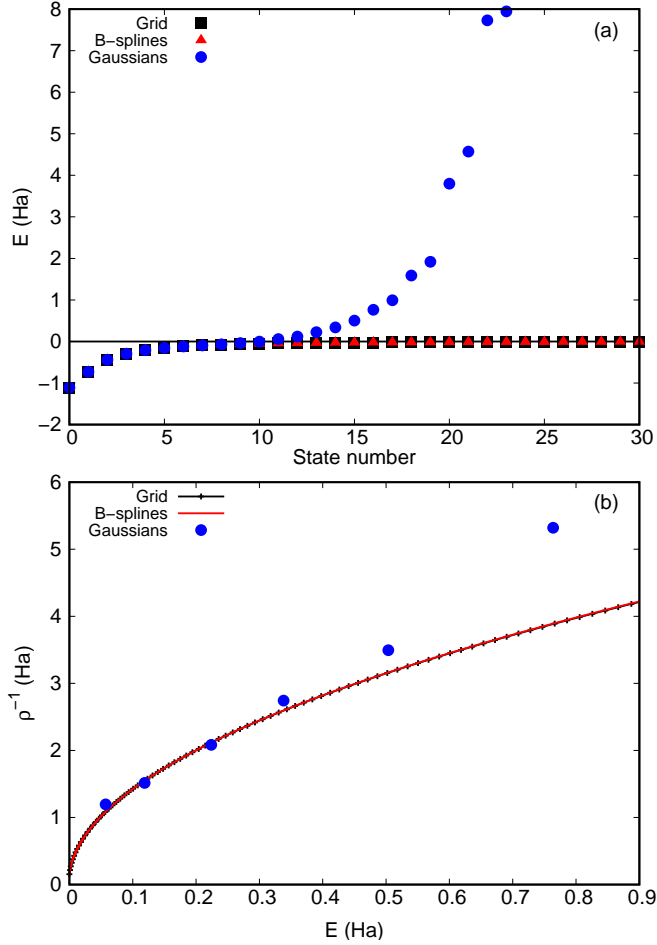 8
7
6
5
4
3
2
1
0
−1
−2
E (Ha)
Grid
B−splines
Gaussians
(a)
0 5 10 15 20 25 30
State number
6
5
4
3
2
1
0
ρ⁻¹ (Ha)
Grid
B−splines
Gaussians
(b)
0 0.1 0.2 0.3 0.4 0.5 0.6 0.7 0.8 0.9
E (Ha)